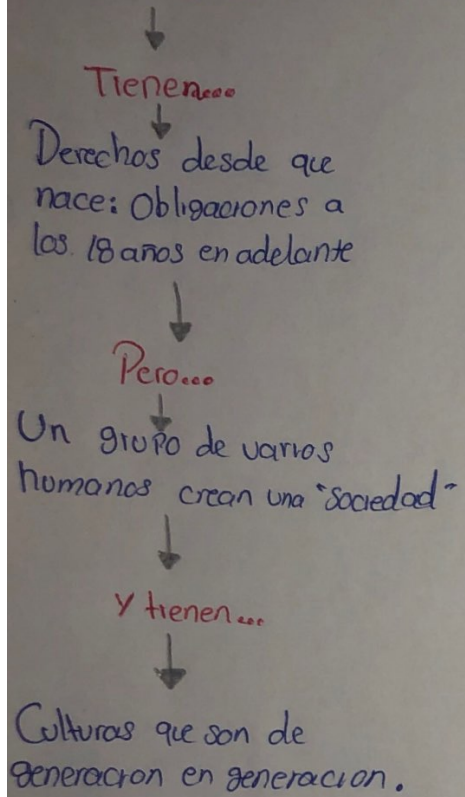 Tienen...
Derechos desde que
nace: Obligaciones a
los. 18 años en adelante
Pero...
Un grupo de varios
humanos crean una "sociedad"
Y tienen...
Culturas que son de
generacion en generacion.